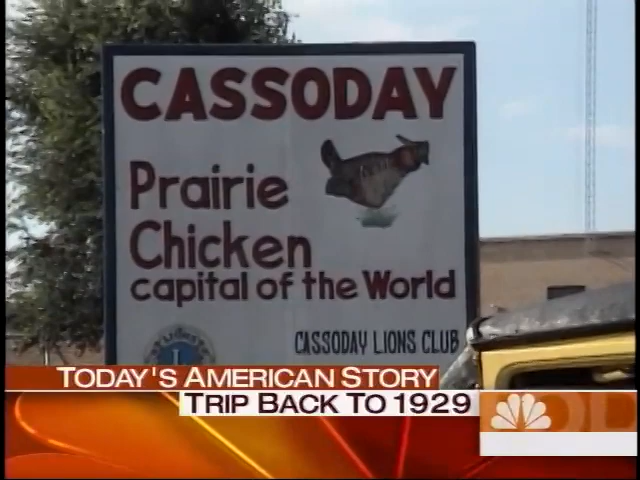 CASSODAY
Prairie
Chicken
capital of the World
CASSODAY LIONS CLUB
L
TODAY'S AMERICAN STORY
TRIP BACK TO 1929